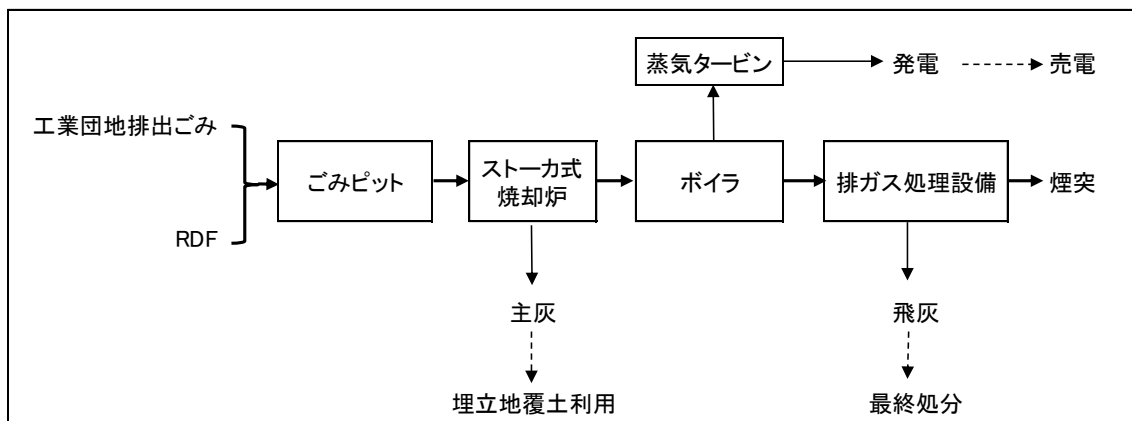 蒸気タービン
発電
売電
工業団地排出ごみ
RDF
ごみピット
ストーカ式
焼却炉
ボイラ
排ガス処理設備
煙突
主灰
飛灰
埋立地覆土利用
最終処分